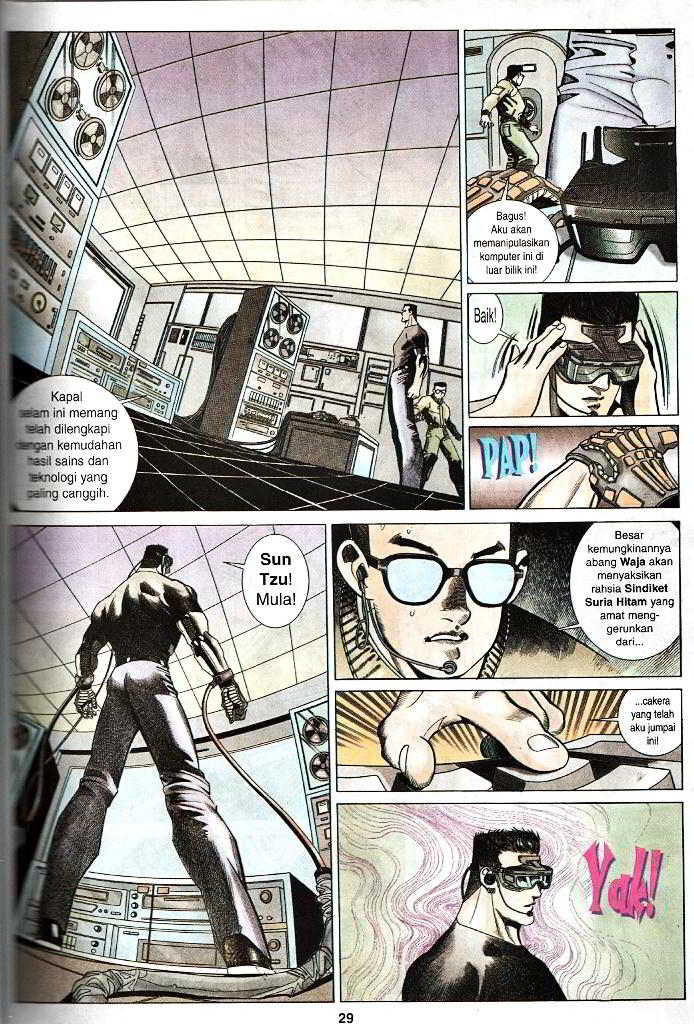 Kapal
selam ini memang
telah dilengkapi
dengan kemudahan
hasil sains dan
teknologi yang
paling canggih.
Bagus!
Aku akan
memanipulasikan
komputer ini di
luar bilik ini!
Baik!
PAP!
Sun
Tzu!
Mula!
Besar
kemungkinannya
abang Waja akan
menyaksikan
rahsia Sindiket
Suria Hitam yang
amat meng-
gerunkan
dari...
...cakera
yang telah
aku jumpai
ini!
Yak!
29